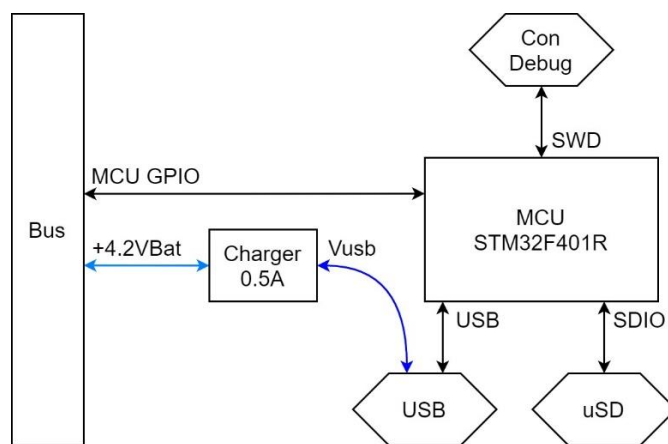 Con
Debug
SWD
MCU GPIO
MCU
STM32F401R
Bus
+4.2VBat
Charger
0.5A
Vusb
USB
SDIO
USB
uSD